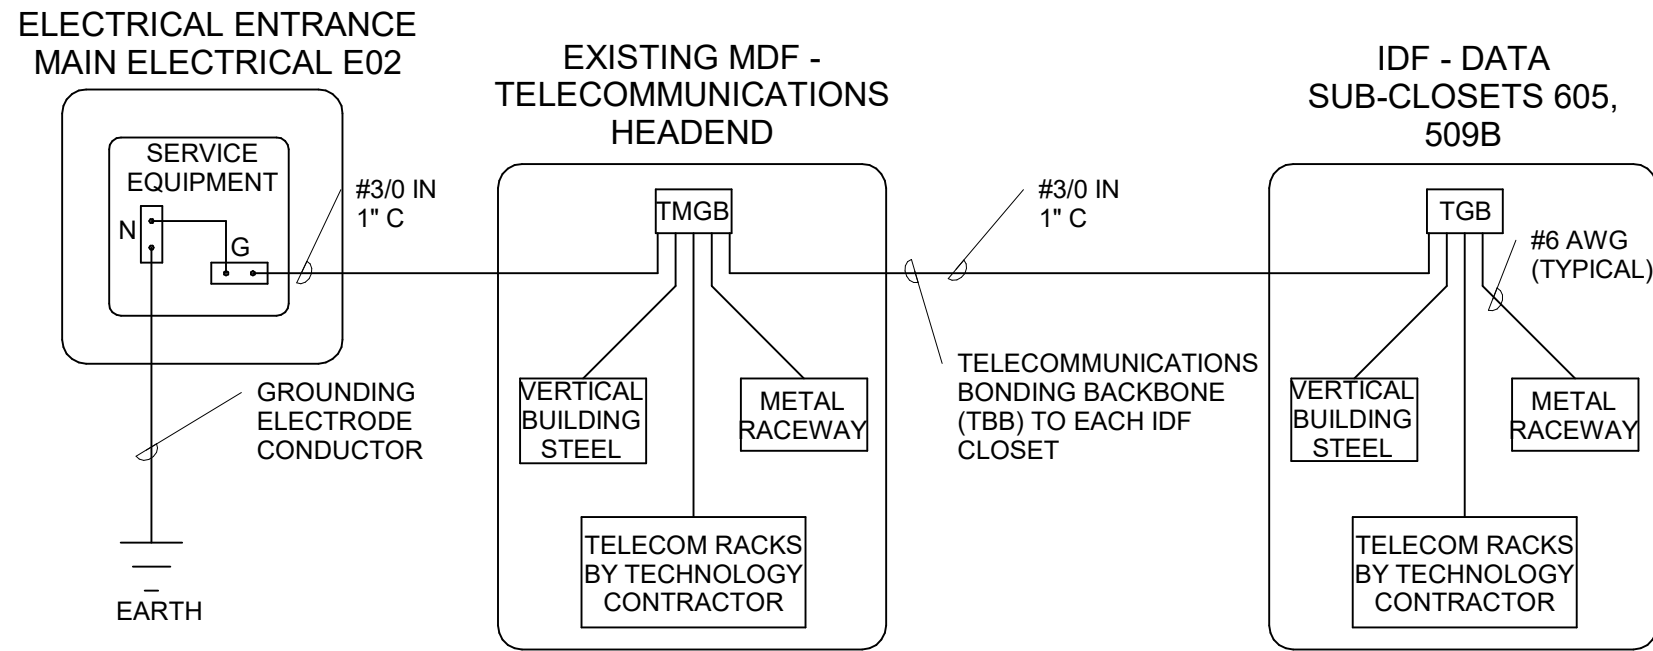 ELECTRICAL ENTRANCE
MAIN ELECTRICAL E02
SERVICE
EQUIPMENT
N
G
#3/0 IN
1" C
GROUNDING
ELECTRODE
CONDUCTOR
EARTH
EXISTING MDF -
TELECOMMUNICATIONS
HEADEND
TMGB
VERTICAL
BUILDING
STEEL
METAL
RACEWAY
TELECOM RACKS
BY TECHNOLOGY
CONTRACTOR
#3/0 IN
1" C
TELECOMMUNICATIONS
BONDING BACKBONE
(TBB) TO EACH IDF
CLOSET
IDF - DATA
SUB-CLOSETS 605,
509B
TGB
#6 AWG
(TYPICAL)
VERTICAL
BUILDING
STEEL
METAL
RACEWAY
TELECOM RACKS
BY TECHNOLOGY
CONTRACTOR